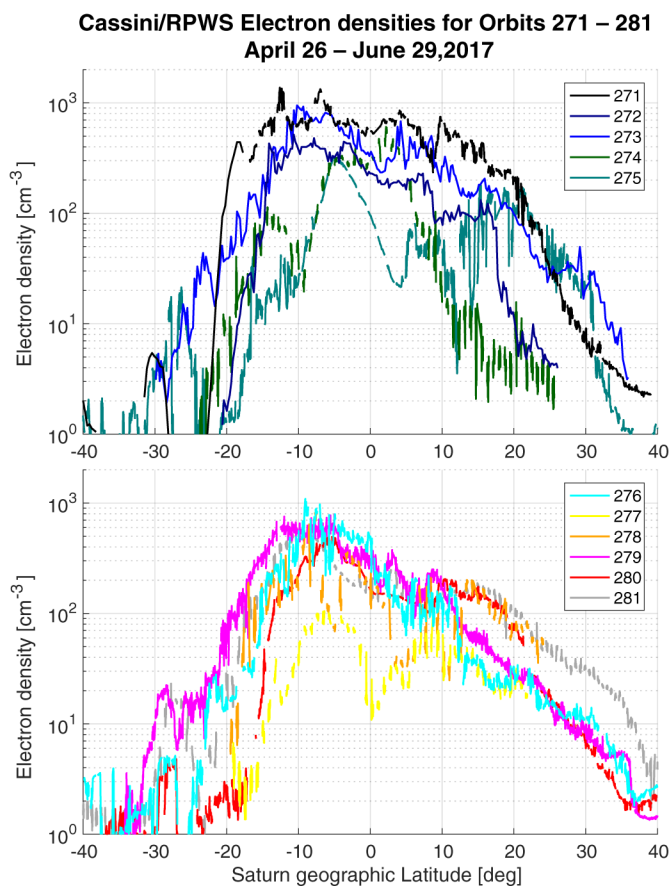 Cassini/RPWS Electron densities for Orbits 271 – 281
April 26 – June 29,2017
10^3
10^2
10^1
10^0
Electron density [cm^-3]
271
272
273
274
275
-40 -30 -20 -10 0 10 20 30 40
10^3
10^2
10^1
10^0
Electron density [cm^-3]
276
277
278
279
280
281
-40 -30 -20 -10 0 10 20 30 40
Saturn geographic Latitude [deg]